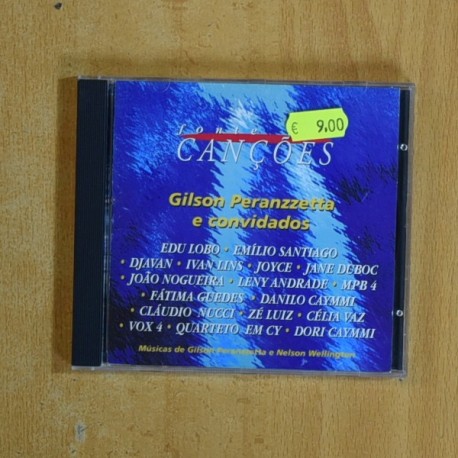 € 9,00
CANÇÕES
Gilson Peranzzetta
e convidados
EDU LOBO • EMÍLIO SANTIAGO
• DJAVAN • IVAN LINS • JOYCE • JANE DUBOC
• JOÃO NOGUEIRA • LENY ANDRADE • MPB 4
• FÁTIMA GUEDES • DANILO CAYMMI
• CLÁUDIO NUCCI • ZÉ LUIZ • CÉLIA VAZ
• VOX 4 • QUARTETO EM CY • DORI CAYMMI
Músicas de Gilson Peranzzetta e Nelson Wellington